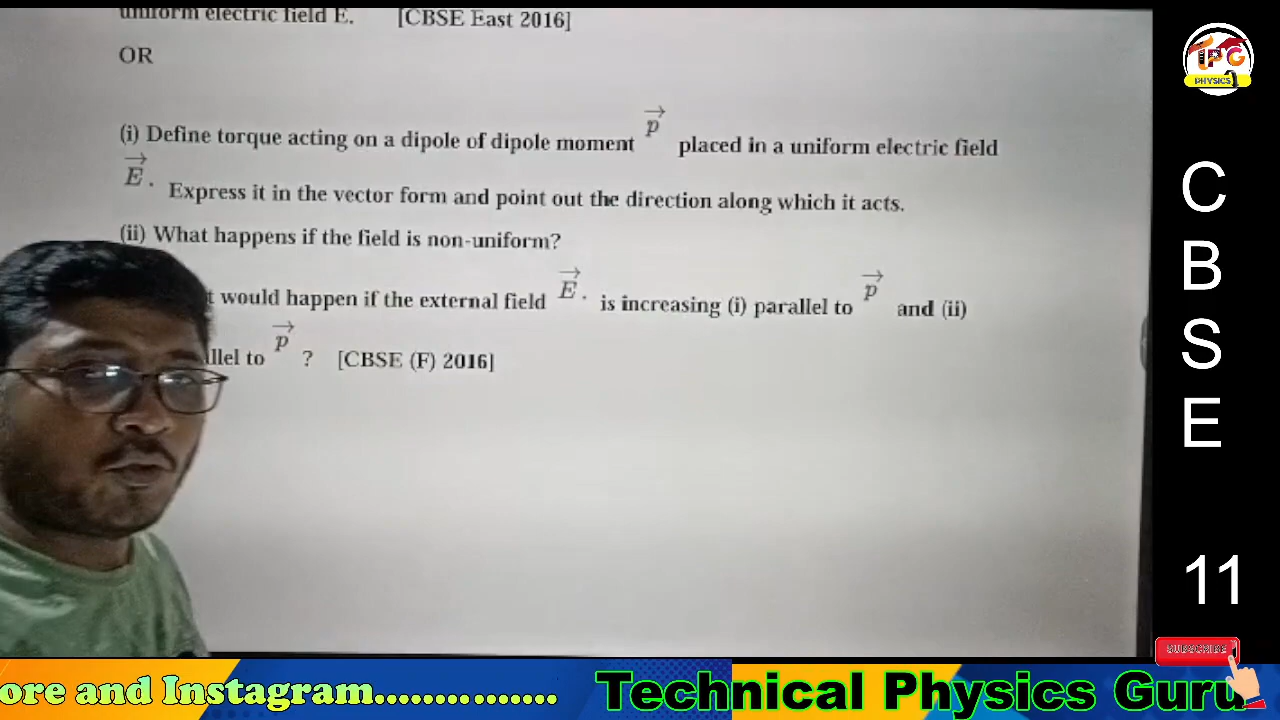 uniform electric field E. [CBSE East 2016]
OR
(i) Define torque acting on a dipole of dipole moment p placed in a uniform electric field
E. Express it in the vector form and point out the direction along which it acts.
(ii) What happens if the field is non-uniform?
t would happen if the external field E. is increasing (i) parallel to p and (ii)
allel to p ? [CBSE (F) 2016]
TPG
PHYSICS
C
B
S
E
11
SUBSCRIBE
ore and Instagram..............
Technical Physics Guru